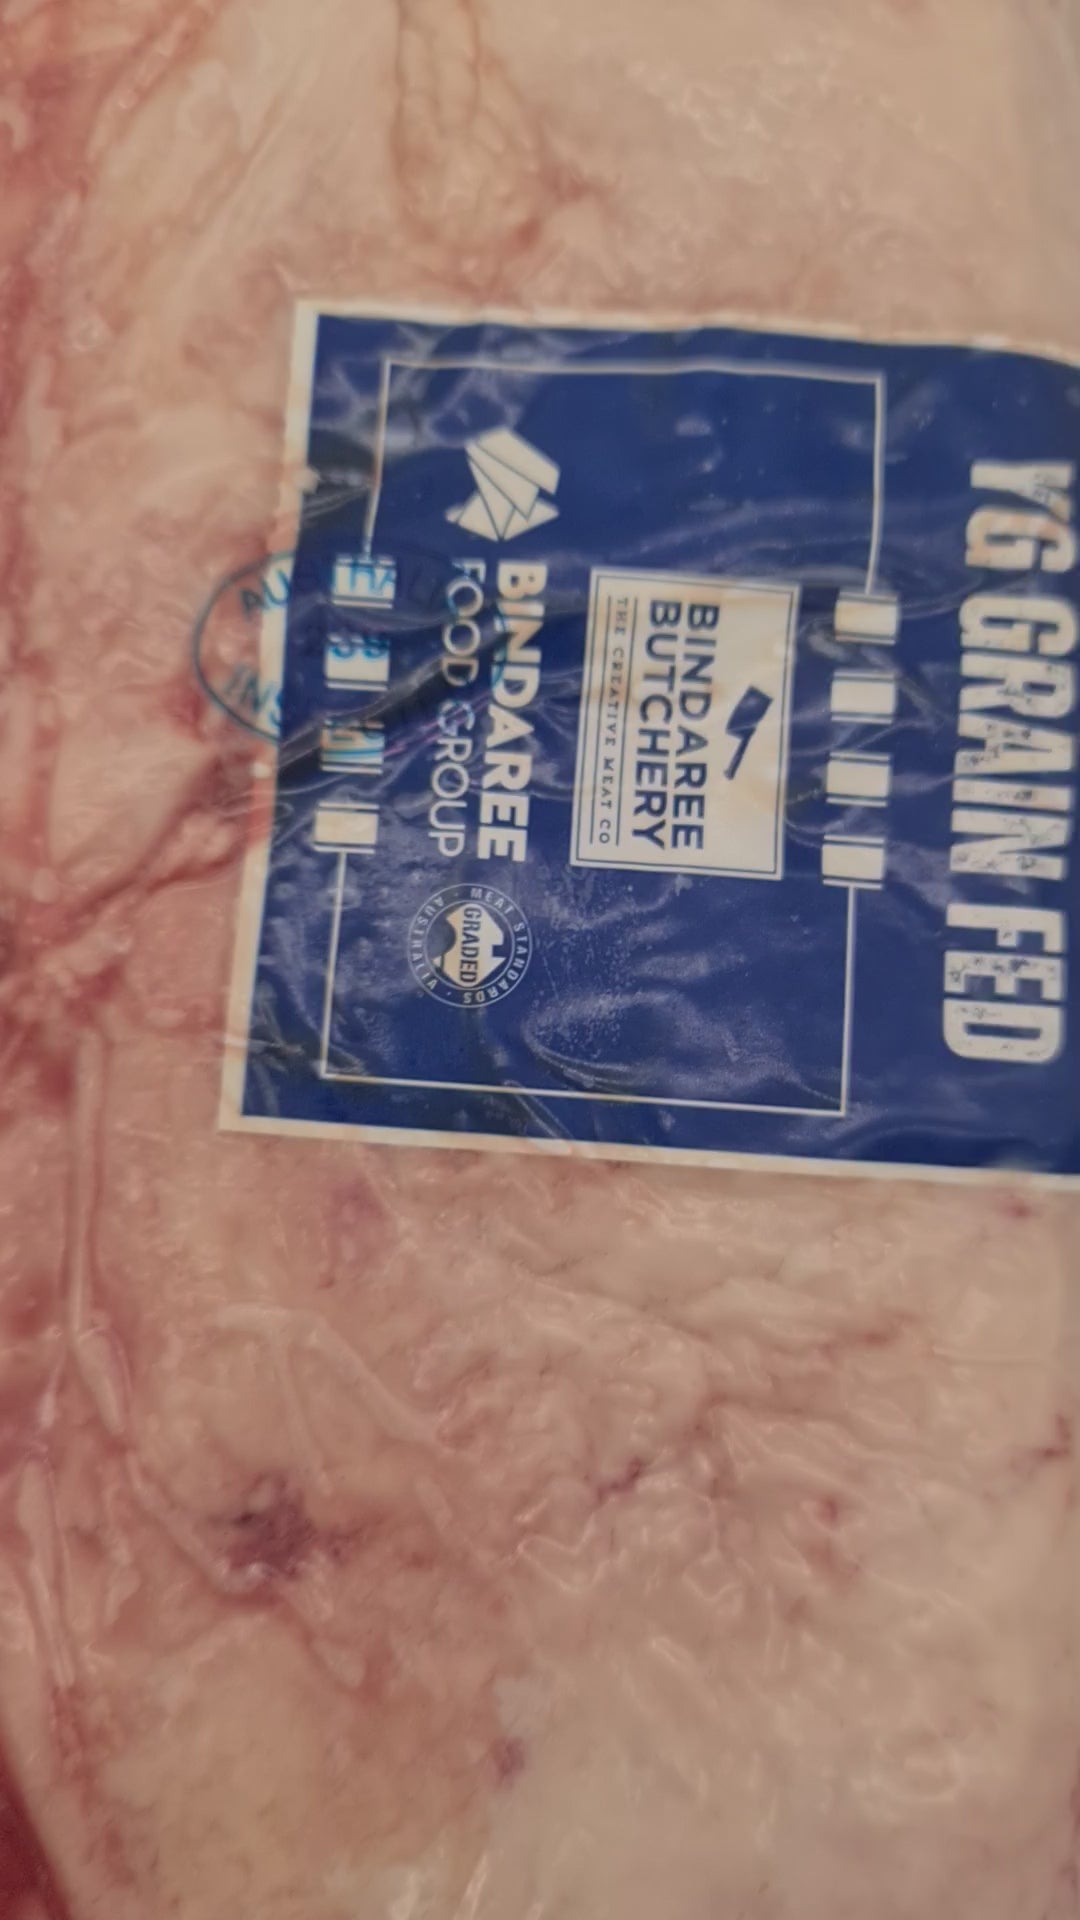 YG GRAIN FED
BINDAREE
BUTCHERY
THE CREATIVE MEAT CO
BINDAREE
FOOD GROUP
MEAT STANDARDS
GRADED
AUSTRALIA